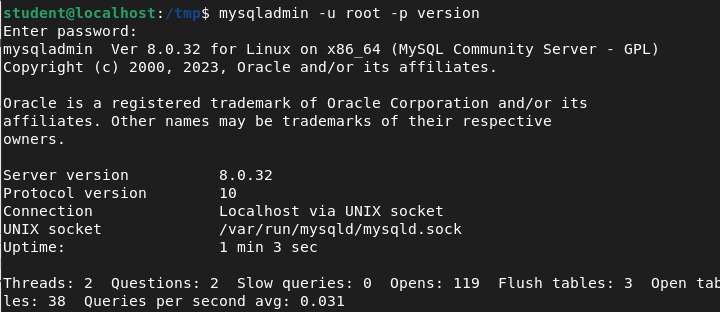 student@localhost:/tmp$ mysqladmin -u root -p version
Enter password:
mysqladmin  Ver 8.0.32 for Linux on x86_64 (MySQL Community Server - GPL)
Copyright (c) 2000, 2023, Oracle and/or its affiliates.

Oracle is a registered trademark of Oracle Corporation and/or its
affiliates. Other names may be trademarks of their respective
owners.

Server version          8.0.32
Protocol version        10
Connection              Localhost via UNIX socket
UNIX socket             /var/run/mysqld/mysqld.sock
Uptime:                 1 min 3 sec

Threads: 2  Questions: 2  Slow queries: 0  Opens: 119  Flush tables: 3  Open tab
les: 38  Queries per second avg: 0.031